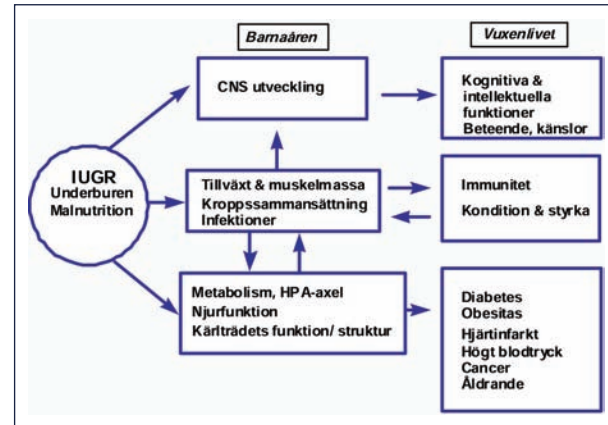 Barnaåren
Vuxenlivet
CNS utveckling
Kognitiva &
intellektuella
funktioner
Beteende, känslor
IUGR
Underburen
Malnutrition
Tillväxt & muskelmassa
Kroppssammansättning
Infektioner
Immunitet
Kondition & styrka
Metabolism, HPA-axel
Njurfunktion
Kärlträdets funktion/ struktur
Diabetes
Obesitas
Hjärtinfarkt
Högt blodtryck
Cancer
Åldrande